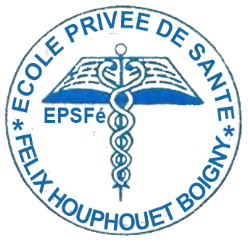 ECOLE PRIVEE DE SANTE
EPSFé
* FELIX HOUPHOUET BOIGNY *